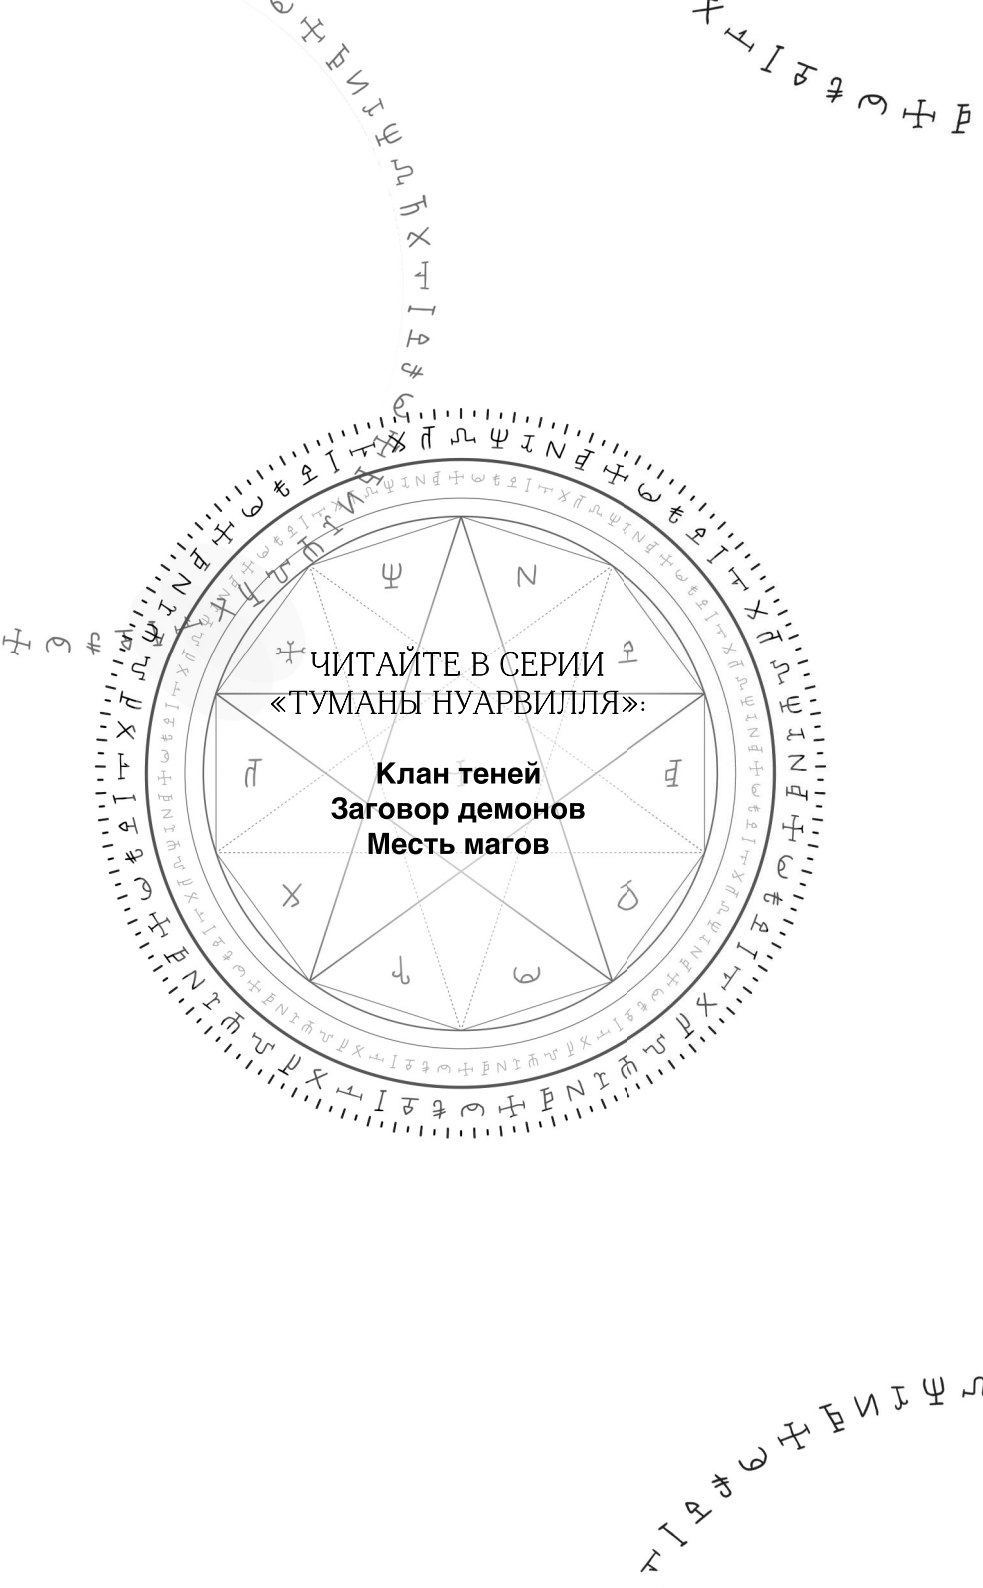 ЧИТАЙТЕ В СЕРИИ
«ТУМАНЫ НУАРВИЛЛЯ»:
Клан теней
Заговор демонов
Месть магов